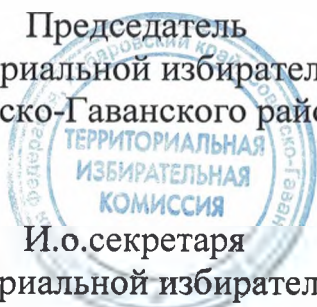 Председатель
риальной избирател
ско-Гаванского райо
ТЕРРИТОРИАЛЬНАЯ
ИЗБИРАТЕЛЬНАЯ
КОМИССИЯ
И.о.секретаря
риальной избирател